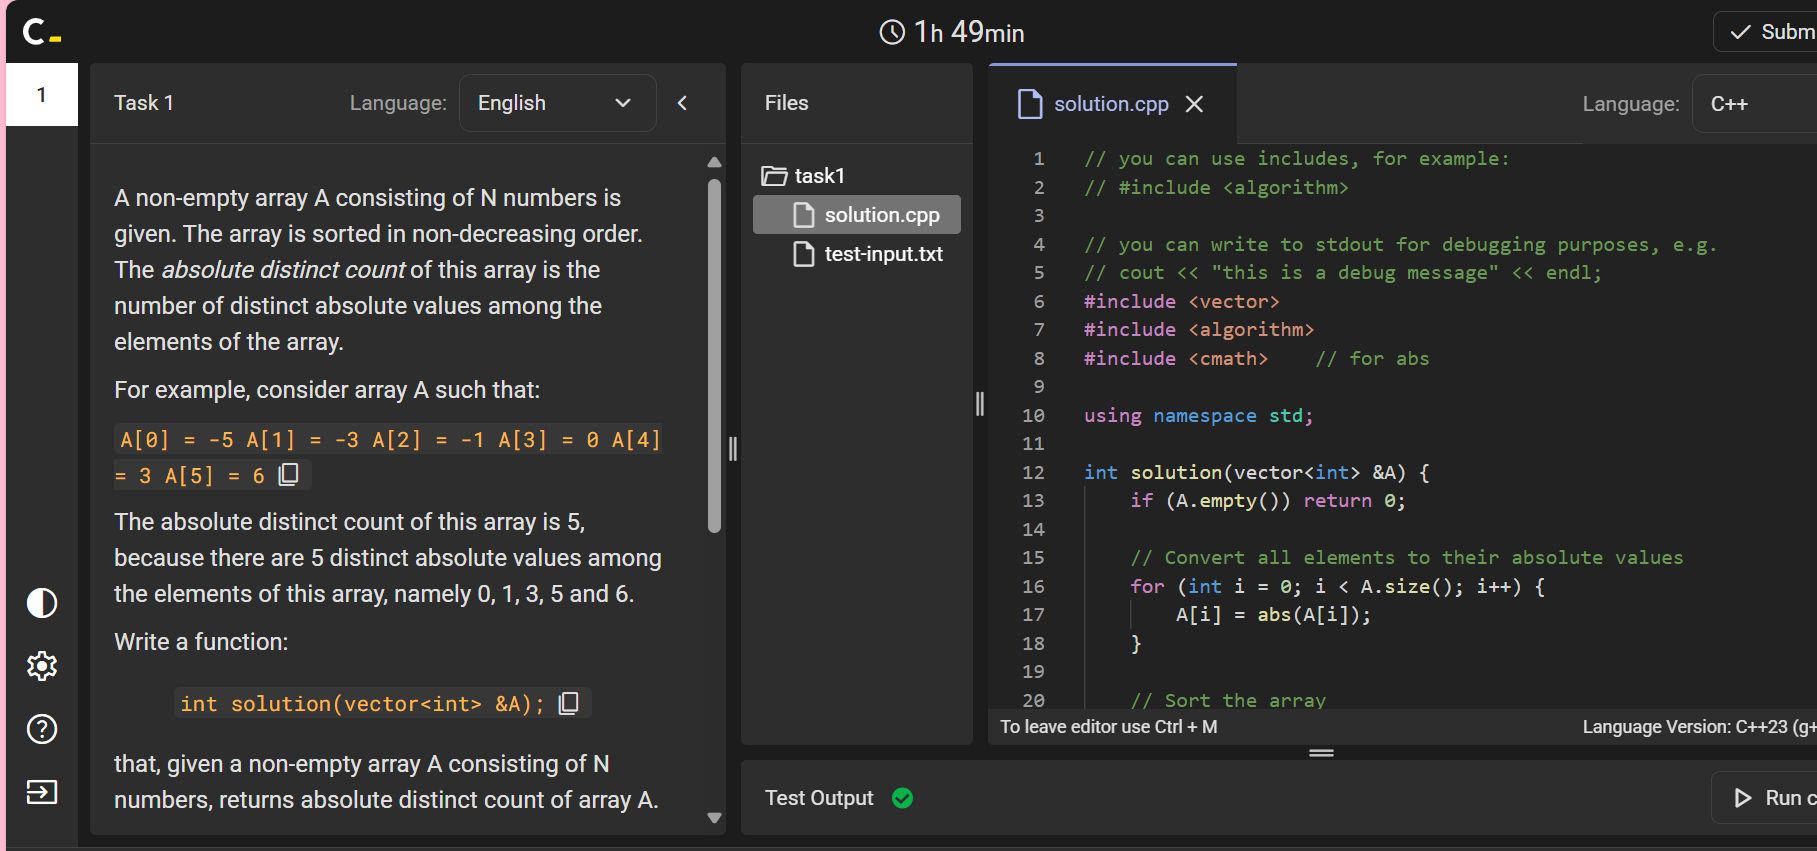 C_
1h 49min
Subm
1
Task 1
Language:
English
A non-empty array A consisting of N numbers is
given. The array is sorted in non-decreasing order.
The absolute distinct count of this array is the
number of distinct absolute values among the
elements of the array.
For example, consider array A such that:
A[0] = -5 A[1] = -3 A[2] = -1 A[3] = 0 A[4]
= 3 A[5] = 6
The absolute distinct count of this array is 5,
because there are 5 distinct absolute values among
the elements of this array, namely 0, 1, 3, 5 and 6.
Write a function:
int solution(vector<int> &A);
that, given a non-empty array A consisting of N
numbers, returns absolute distinct count of array A.
Files
task1
solution.cpp
test-input.txt
solution.cpp
Language:
C++
1 // you can use includes, for example:
2 // #include <algorithm>
3
4 // you can write to stdout for debugging purposes, e.g.
5 // cout << "this is a debug message" << endl;
6 #include <vector>
7 #include <algorithm>
8 #include <cmath>    // for abs
9
10 using namespace std;
11
12 int solution(vector<int> &A) {
13     if (A.empty()) return 0;
14
15     // Convert all elements to their absolute values
16     for (int i = 0; i < A.size(); i++) {
17         A[i] = abs(A[i]);
18     }
19
20     // Sort the array
To leave editor use Ctrl + M
Language Version: C++23 (g+
Test Output
Run c